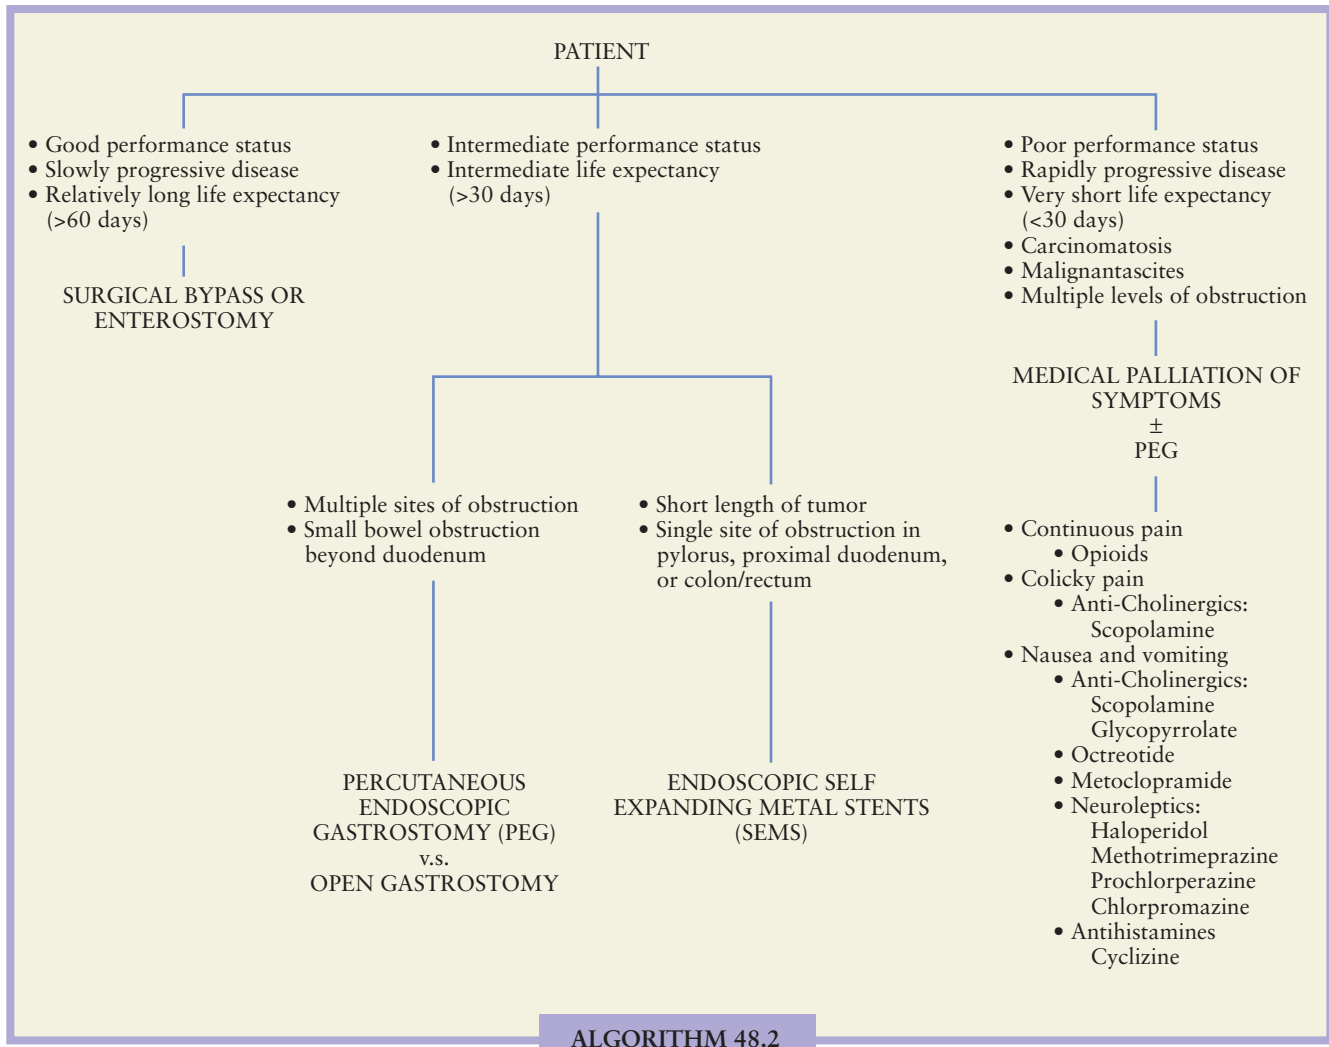 PATIENT
• Good performance status
• Slowly progressive disease
• Relatively long life expectancy
(>60 days)
SURGICAL BYPASS OR
ENTEROSTOMY
• Intermediate performance status
• Intermediate life expectancy
(>30 days)
• Multiple sites of obstruction
• Small bowel obstruction
beyond duodenum
PERCUTANEOUS
ENDOSCOPIC
GASTROSTOMY (PEG)
v.s.
OPEN GASTROSTOMY
• Short length of tumor
• Single site of obstruction in
pylorus, proximal duodenum,
or colon/rectum
ENDOSCOPIC SELF
EXPANDING METAL STENTS
(SEMS)
• Poor performance status
• Rapidly progressive disease
• Very short life expectancy
(<30 days)
• Carcinomatosis
• Malignantascites
• Multiple levels of obstruction
MEDICAL PALLIATION OF
SYMPTOMS
±
PEG
• Continuous pain
• Opioids
• Colicky pain
• Anti-Cholinergics:
Scopolamine
• Nausea and vomiting
• Anti-Cholinergics:
Scopolamine
Glycopyrrolate
• Octreotide
• Metoclopramide
• Neuroleptics:
Haloperidol
Methotrimeprazine
Prochlorperazine
Chlorpromazine
• Antihistamines
Cyclizine
ALGORITHM 48.2